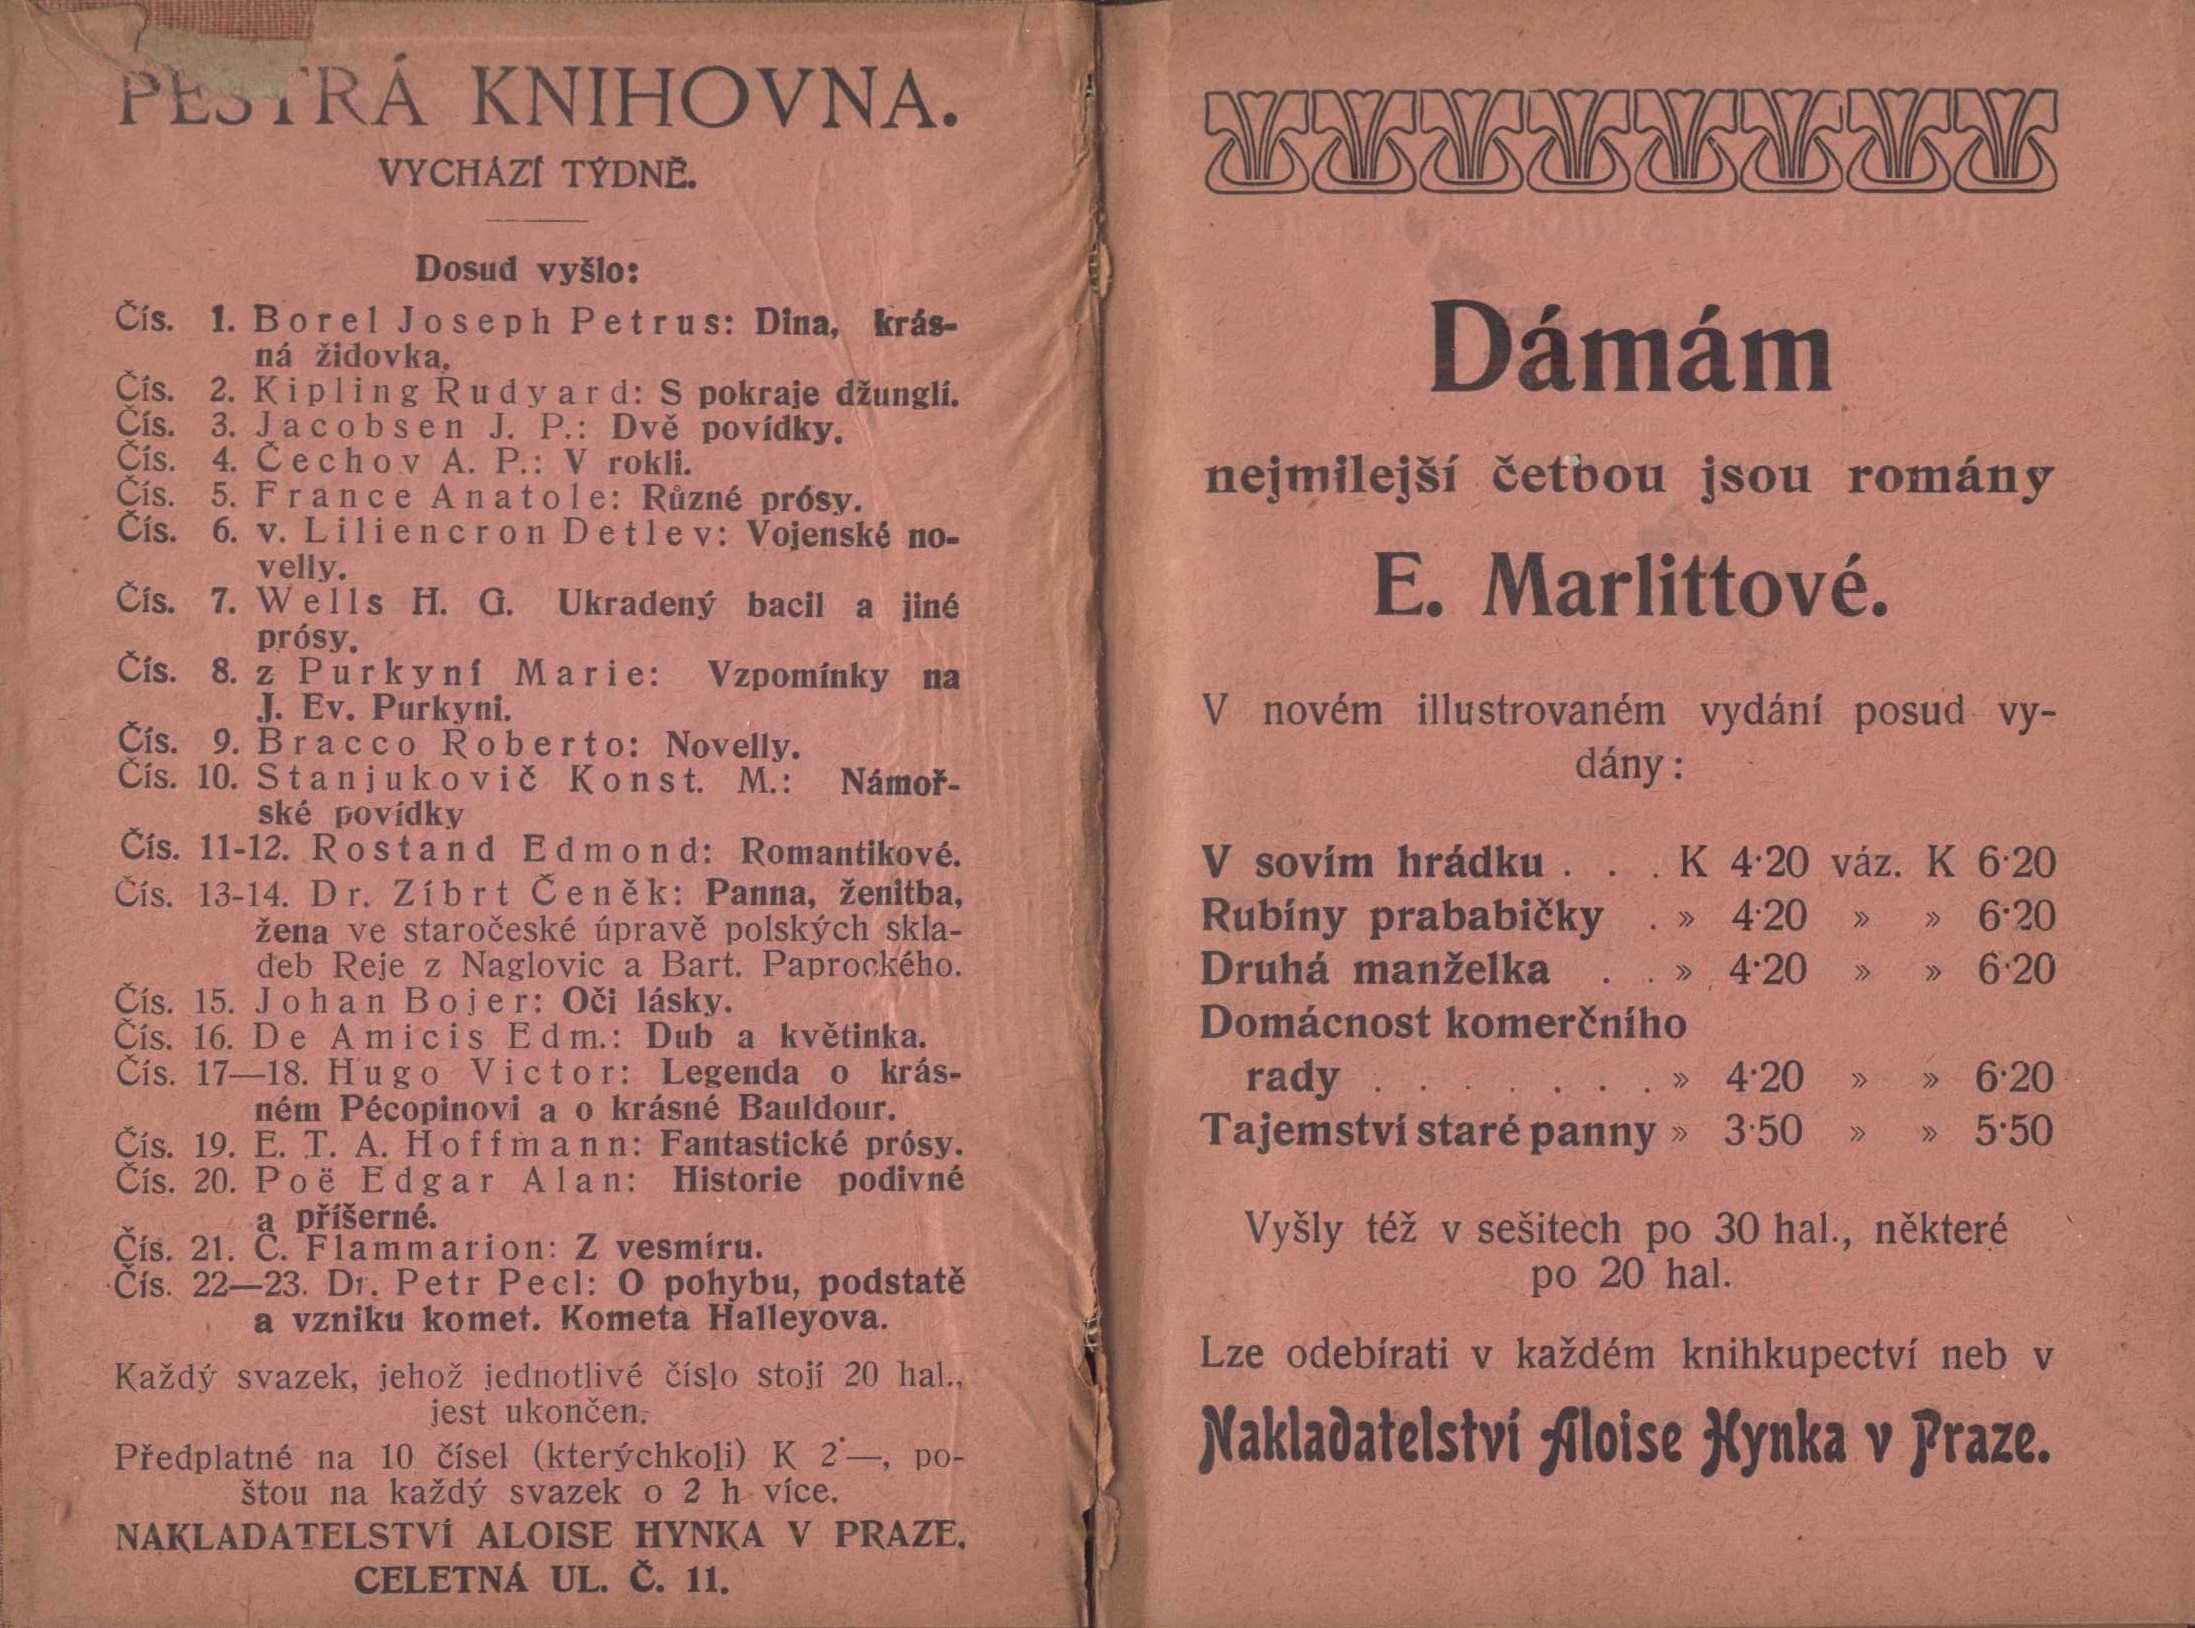 PESTRÁ KNIHOVNA.
VYCHÁZÍ TÝDNĚ.
Dosud vyšlo:
Čís. 1. Borel Joseph Petrus: Dina, krás-
ná židovka.
Čís. 2. Kipling Rudyard: S pokraje džunglí.
Čís. 3. Jacobsen J. P.: Dvě povídky.
Čís. 4. Čechov A. P.: V rokli.
Čís. 5. France Anatole: Různé prósy.
Čís. 6. v. Liliencron Detlev: Vojenské no-
velly.
Čís. 7. Wells H. G. Ukradený bacil a jiné
prósy.
Čís. 8. z Purkyní Marie: Vzpomínky na
J. Ev. Purkyni.
Čís. 9. Bracco Roberto: Novelly.
Čís. 10. Stanjukovič Konst. M.: Námoř-
ské povídky
Čís. 11-12. Rostand Edmond: Romantikové.
Čís. 13-14. Dr. Zíbrt Čeněk: Panna, ženitba,
žena ve staročeské úpravě polských skla-
deb Reje z Naglovic a Bart. Paprockého.
Čís. 15. Johan Bojer: Oči lásky.
Čís. 16. De Amicis Edm.: Dub a květinka.
Čís. 17—18. Hugo Victor: Legenda o krás-
ném Pécopinovi a o krásné Bauldour.
Čís. 19. E. T. A. Hoffmann: Fantastické prósy.
Čís. 20. Poë Edgar Alan: Historie podivné
a příšerné.
Čís. 21. C. Flammarion: Z vesmíru.
Čís. 22—23. Dr. Petr Pecl: O pohybu, podstatě
a vzniku komet. Kometa Halleyova.
Každý svazek, jehož jednotlivé číslo stojí 20 hal.,
jest ukončen.
Předplatné na 10 čísel (kterýchkoli) K 2·—, po-
štou na každý svazek o 2 h více.
NAKLADATELSTVÍ ALOISE HYNKA V PRAZE,
CELETNÁ UL. Č. 11.
Dámám
nejmilejší četbou jsou romány
E. Marlittové.
V novém illustrovaném vydání posud vy-
dány:
V sovím hrádku . . . K 4·20 váz. K 6·20
Rubíny prababičky . » 4·20 » » 6·20
Druhá manželka . . » 4·20 » » 6·20
Domácnost komerčního
rady . . . . . . . » 4·20 » » 6·20
Tajemství staré panny » 3·50 » » 5·50
Vyšly též v sešitech po 30 hal., některé
po 20 hal.
Lze odebírati v každém knihkupectví neb v
Nakladatelství Aloise Hynka v Praze.